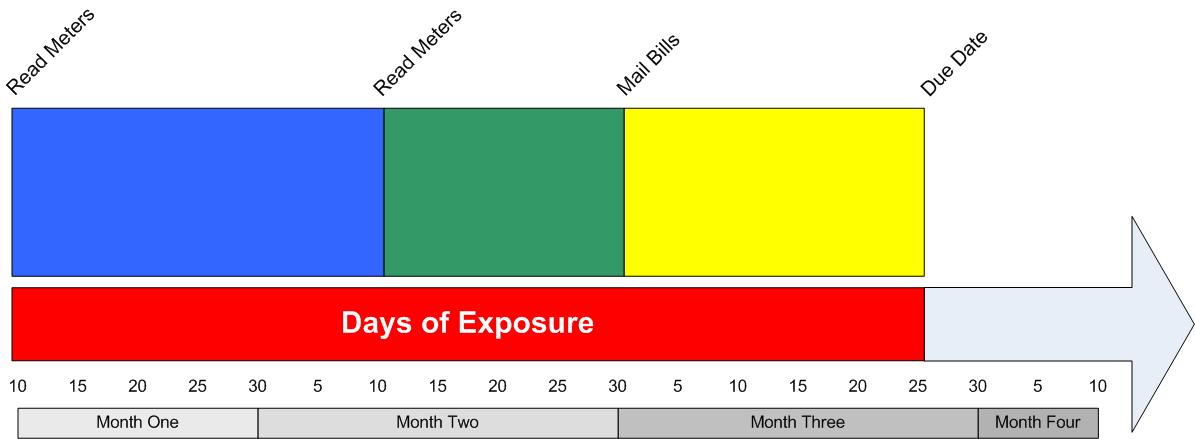 Read Meters
Read Meters
Mail Bills
Due Date
Days of Exposure
10 15 20 25 30 5 10 15 20 25 30 5 10 15 20 25 30 5 10
Month One Month Two Month Three Month Four